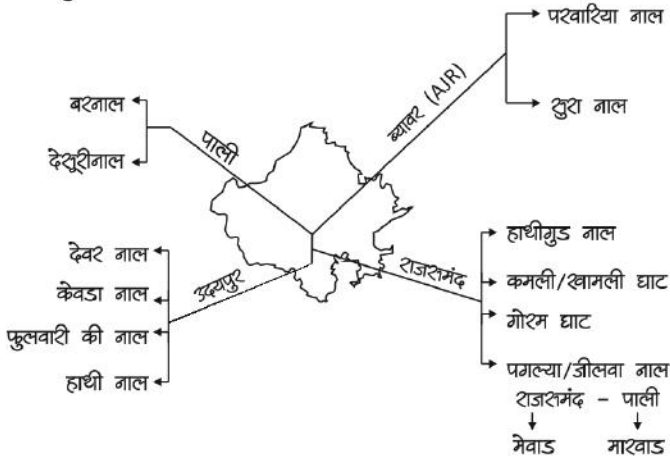 परवारिया नाल
ब्यावर (AJR)
सुरा नाल
बरनाल
पाली
देसूरीनाल
हाथीगुड नाल
देवर नाल
राजसमंद
उदयपुर
कमली/खामली घाट
केवडा नाल
गोरम घाट
फुलवारी की नाल
पगल्या/जीलवा नाल
हाथी नाल
राजसमंद – पाली
मेवाड मारवाड